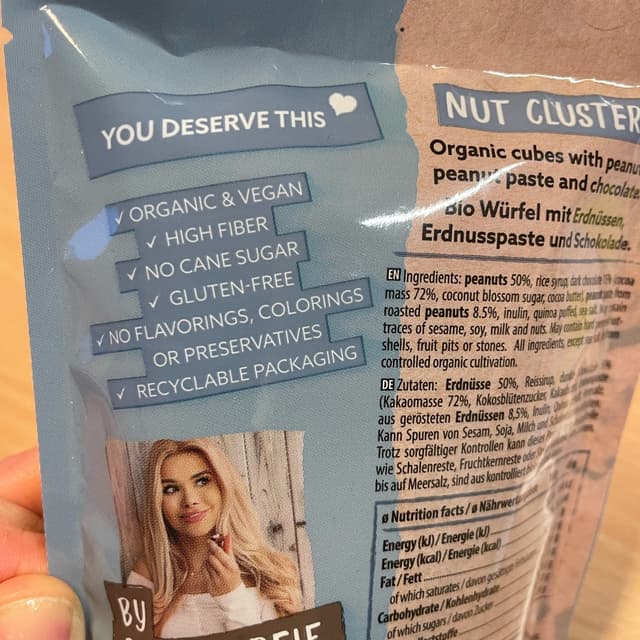 YOU DESERVE THIS
✓ ORGANIC & VEGAN
✓ HIGH FIBER
✓ NO CANE SUGAR
✓ GLUTEN-FREE
✓ NO FLAVORINGS, COLORINGS
OR PRESERVATIVES
✓ RECYCLABLE PACKAGING
BY
NUT CLUSTER
Organic cubes with peanu
peanut paste and chocolate.
Bio Würfel mit Erdnüssen,
Erdnusspaste und Schokolade.
EN Ingredients: peanuts 50%, rice syrup, dark chocolate
mass 72%, coconut blossom sugar, cocoa butter), peanut
roasted peanuts 8.5%, inulin, quinoa puffed, sea salt.
traces of sesame, soy, milk and nuts. May contain
shells, fruit pits or stones. All ingredients, except
controlled organic cultivation.
DE Zutaten: Erdnüsse 50%, Reissirup,
(Kakaomasse 72%, Kokosblütenzucker,
aus gerösteten Erdnüssen 8,5%, Inulin,
Kann Spuren von Sesam, Soja, Milch und
Trotz sorgfältiger Kontrollen kann dieses
wie Schalenreste, Fruchtkernreste oder
bis auf Meersalz, sind aus kontrolliert
ø Nutrition facts / ø Nährwert
Energy (kJ) / Energie (kJ)
Energy (kcal) / Energie (kcal)
Fat / Fett
of which saturates / davon gesättigte
Carbohydrate / Kohlenhydrate
of which sugars / davon Zucker